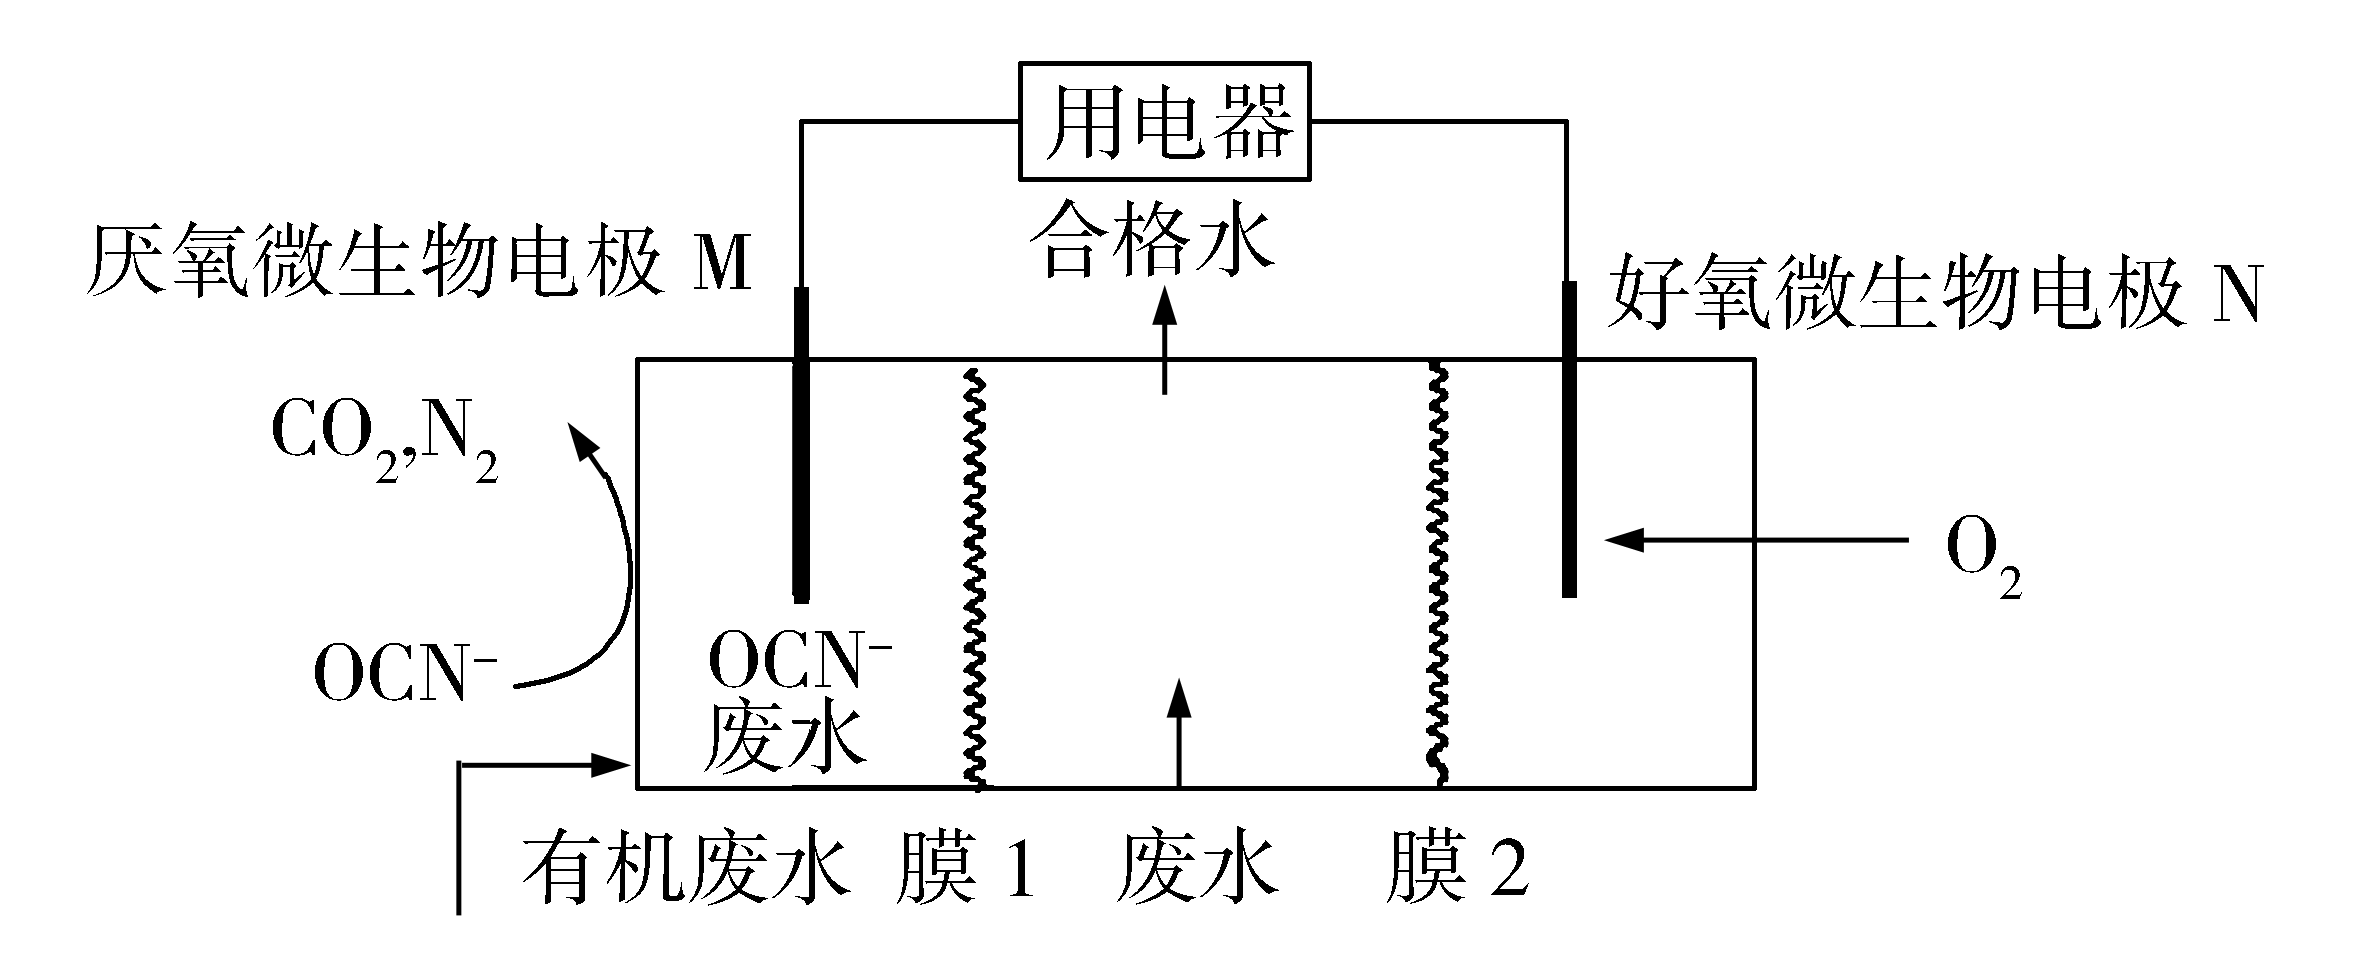 用电器
合格水
厌氧微生物电极 M
好氧微生物电极 N
CO₂,N₂
O₂
OCN⁻
OCN⁻
废水
有机废水
膜 1
废水
膜 2